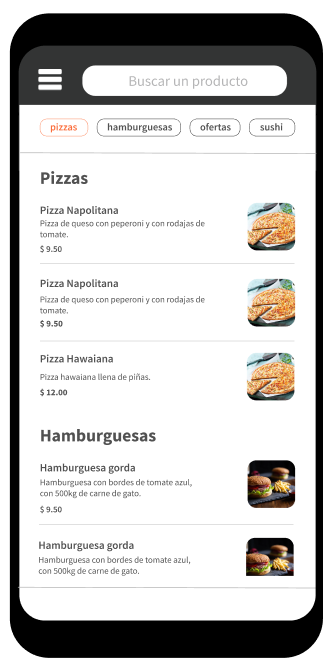 Buscar un producto
pizzas hamburguesas ofertas sushi
Pizzas
Pizza Napolitana
Pizza de queso con peperoni y con rodajas de
tomate.
$ 9.50
Pizza Napolitana
Pizza de queso con peperoni y con rodajas de
tomate.
$ 9.50
Pizza Hawaiana
Pizza hawaiana llena de piñas.
$ 12.00
Hamburguesas
Hamburguesa gorda
Hamburguesa con bordes de tomate azul,
con 500kg de carne de gato.
$ 9.50
Hamburguesa gorda
Hamburguesa con bordes de tomate azul,
con 500kg de carne de gato.